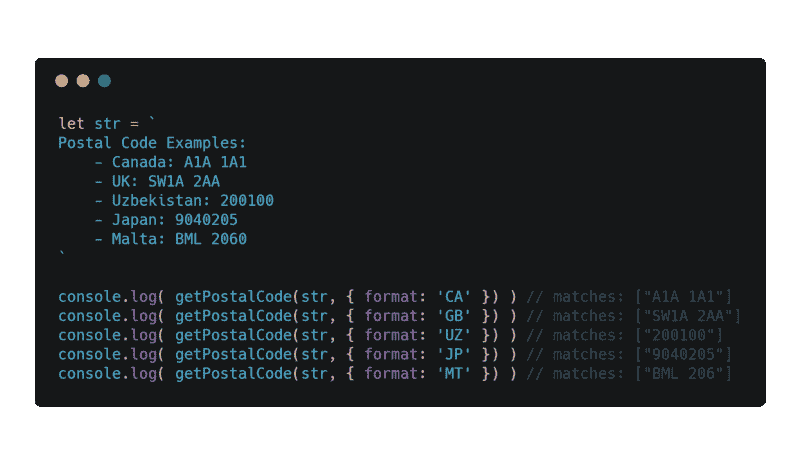 let str = `
Postal Code Examples:
    - Canada: A1A 1A1
    - UK: SW1A 2AA
    - Uzbekistan: 200100
    - Japan: 9040205
    - Malta: BML 2060
`
console.log( getPostalCode(str, { format: 'CA' }) ) // matches: ["A1A 1A1"]
console.log( getPostalCode(str, { format: 'GB' }) ) // matches: ["SW1A 2AA"]
console.log( getPostalCode(str, { format: 'UZ' }) ) // matches: ["200100"]
console.log( getPostalCode(str, { format: 'JP' }) ) // matches: ["9040205"]
console.log( getPostalCode(str, { format: 'MT' }) ) // matches: ["BML 206"]